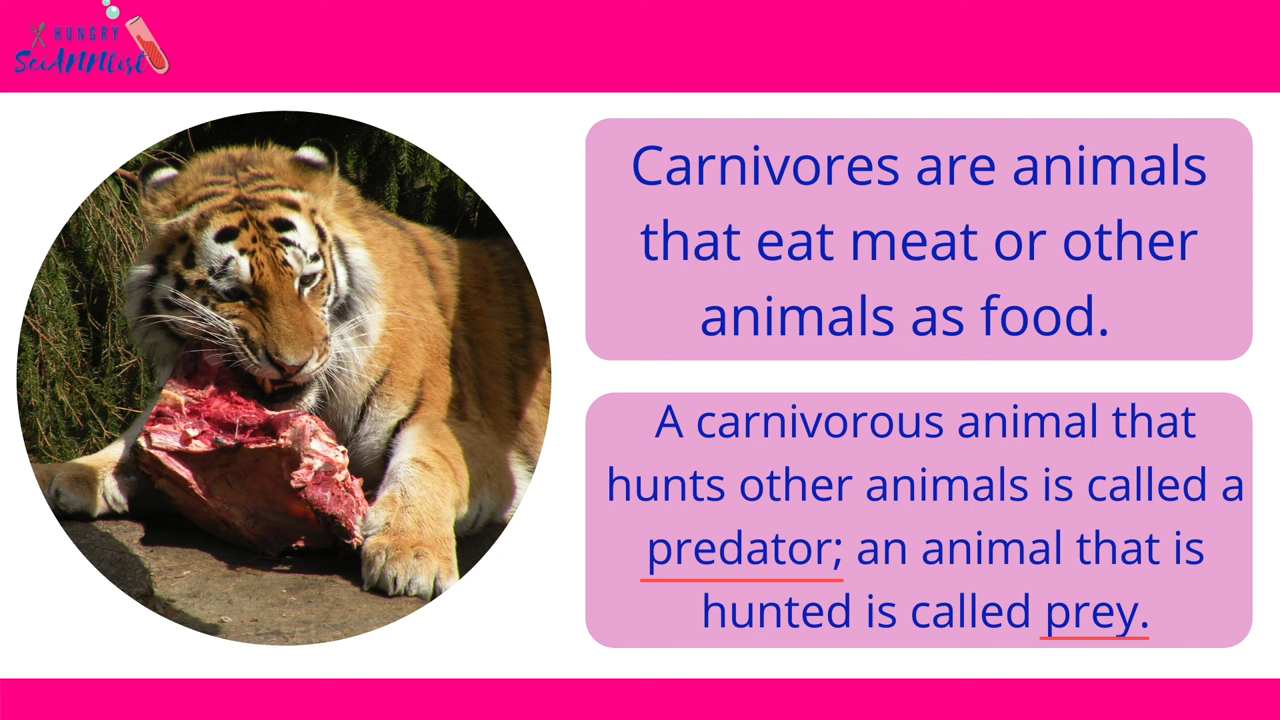 HUNGRY
SciANNtist
Carnivores are animals
that eat meat or other
animals as food.
A carnivorous animal that
hunts other animals is called a
predator; an animal that is
hunted is called prey.